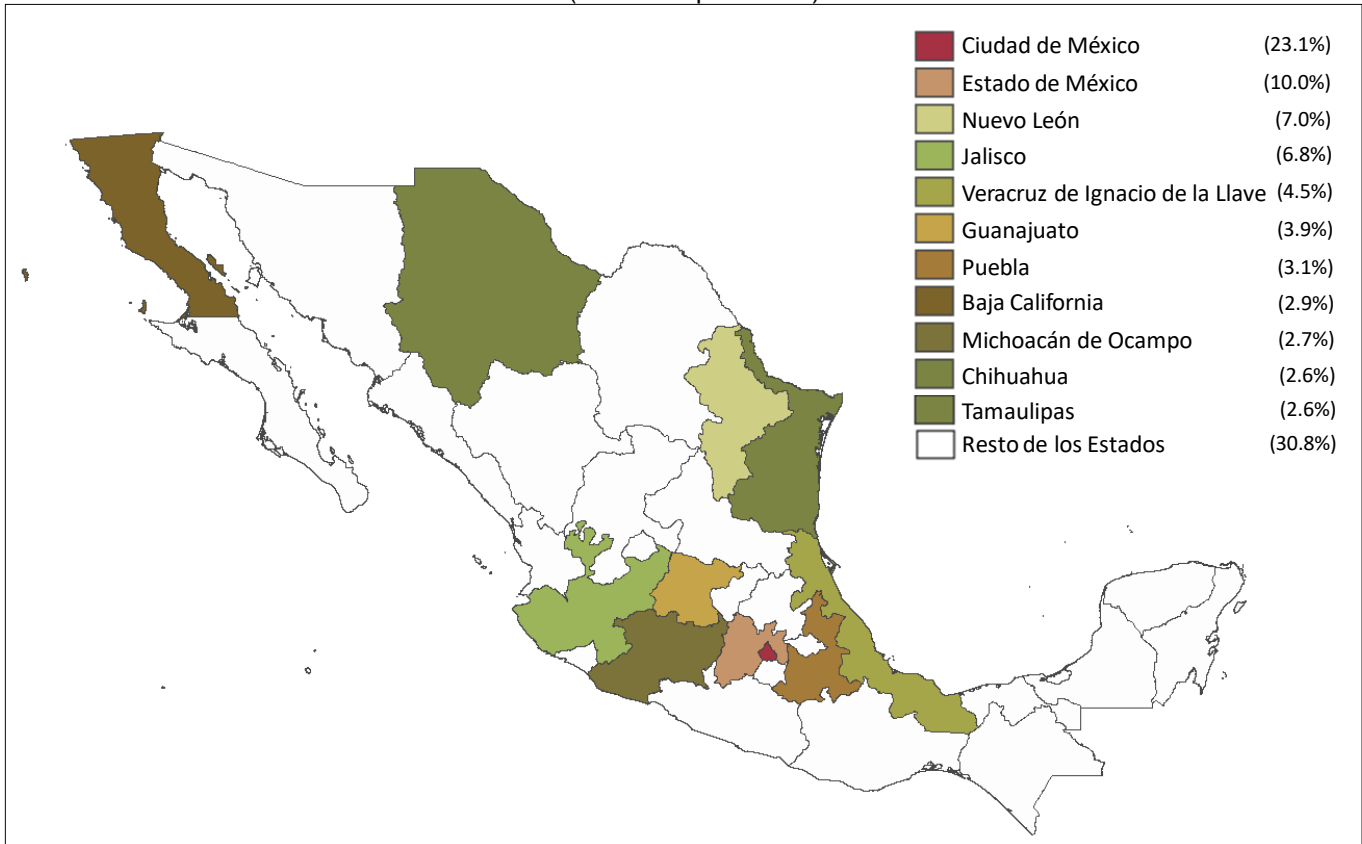 Ciudad de México (23.1%)
Estado de México (10.0%)
Nuevo León (7.0%)
Jalisco (6.8%)
Veracruz de Ignacio de la Llave (4.5%)
Guanajuato (3.9%)
Puebla (3.1%)
Baja California (2.9%)
Michoacán de Ocampo (2.7%)
Chihuahua (2.6%)
Tamaulipas (2.6%)
Resto de los Estados (30.8%)